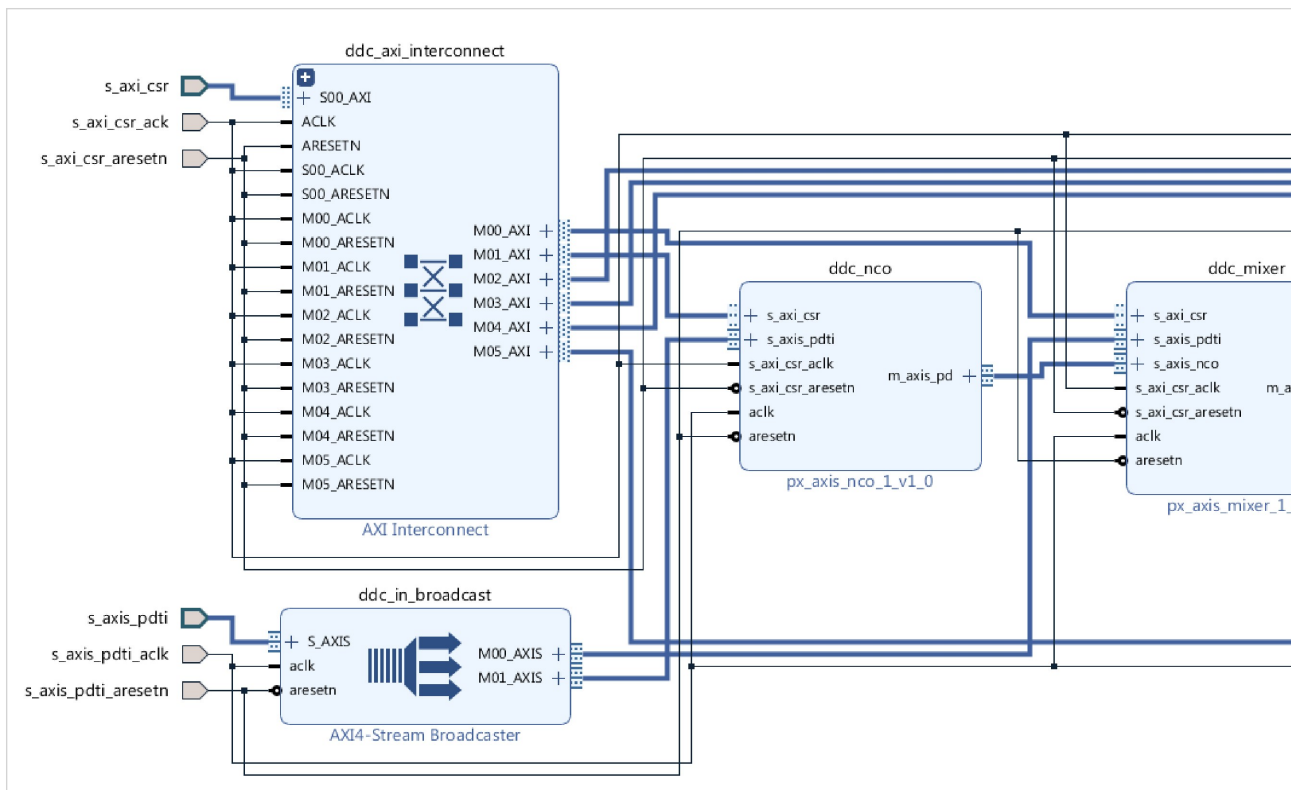 ddc_axi_interconnect
s_axi_csr
s_axi_csr_ack
s_axi_csr_aresetn
S00_AXI
ACLK
ARESETN
S00_ACLK
S00_ARESETN
M00_ACLK
M00_ARESETN
M01_ACLK
M01_ARESETN
M02_ACLK
M02_ARESETN
M03_ACLK
M03_ARESETN
M04_ACLK
M04_ARESETN
M05_ACLK
M05_ARESETN
M00_AXI
M01_AXI
M02_AXI
M03_AXI
M04_AXI
M05_AXI
AXI Interconnect
ddc_nco
s_axi_csr
s_axis_pdti
s_axi_csr_aclk
s_axi_csr_aresetn
aclk
aresetn
m_axis_pd
px_axis_nco_1_v1_0
ddc_mixer
s_axi_csr
s_axis_pdti
s_axis_nco
s_axi_csr_aclk
s_axi_csr_aresetn
aclk
aresetn
m_a
px_axis_mixer_1_
ddc_in_broadcast
s_axis_pdti
s_axis_pdti_aclk
s_axis_pdti_aresetn
S_AXIS
aclk
aresetn
M00_AXIS
M01_AXIS
AXI4-Stream Broadcaster